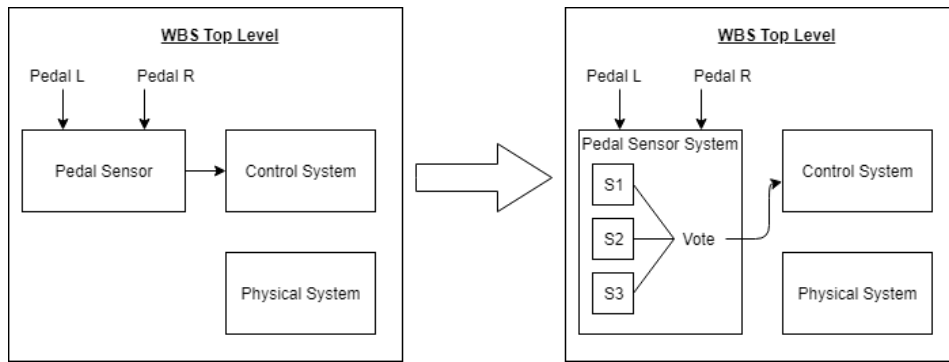 WBS Top Level
Pedal L
Pedal R
Pedal Sensor
Control System
Physical System
WBS Top Level
Pedal L
Pedal R
Pedal Sensor System
S1
S2
S3
Vote
Control System
Physical System